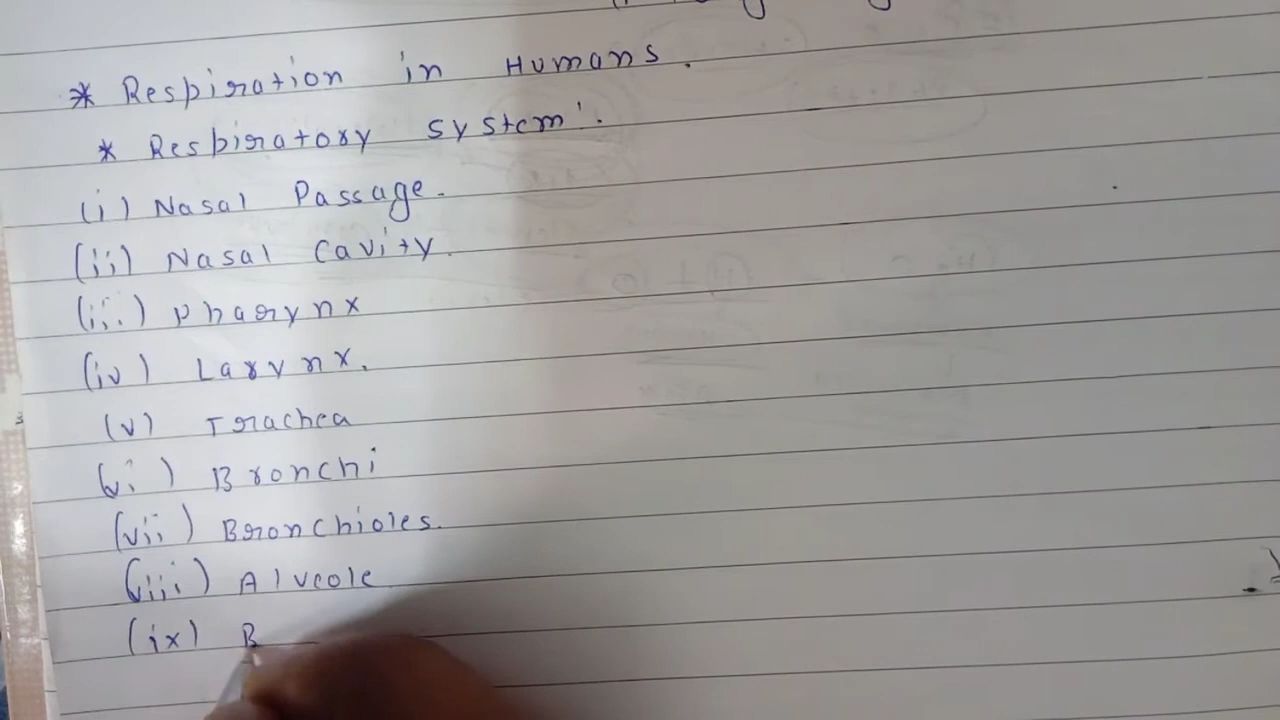 * Respiration in Humans.
* Respiratory system'.
(i) Nasal Passage.
(ii) Nasal Cavity.
(iii) Pharynx
(iv) Larynx.
(v) Trachea
(vi) Bronchi
(vii) Bronchioles.
(viii) Alveole
(ix) B